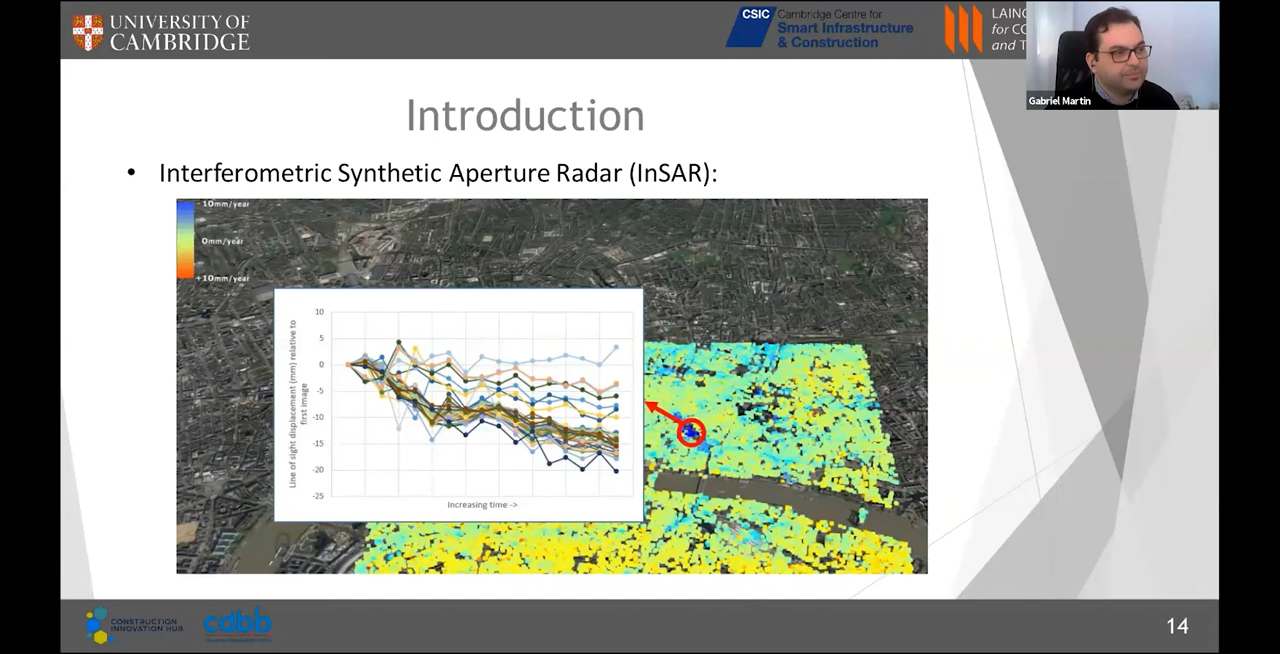 UNIVERSITY OF
CAMBRIDGE
CSIC
Cambridge Centre for
Smart Infrastructure
& Construction
LAING
for CO
and T
Gabriel Martin
Introduction
• Interferometric Synthetic Aperture Radar (InSAR):
-10mm/year
0mm/year
+10mm/year
10
5
0
-5
-10
-15
-20
-25
Line of sight displacement (mm) relative to
first image
Increasing time ->
CONSTRUCTION
INNOVATION HUB
cdbb
14